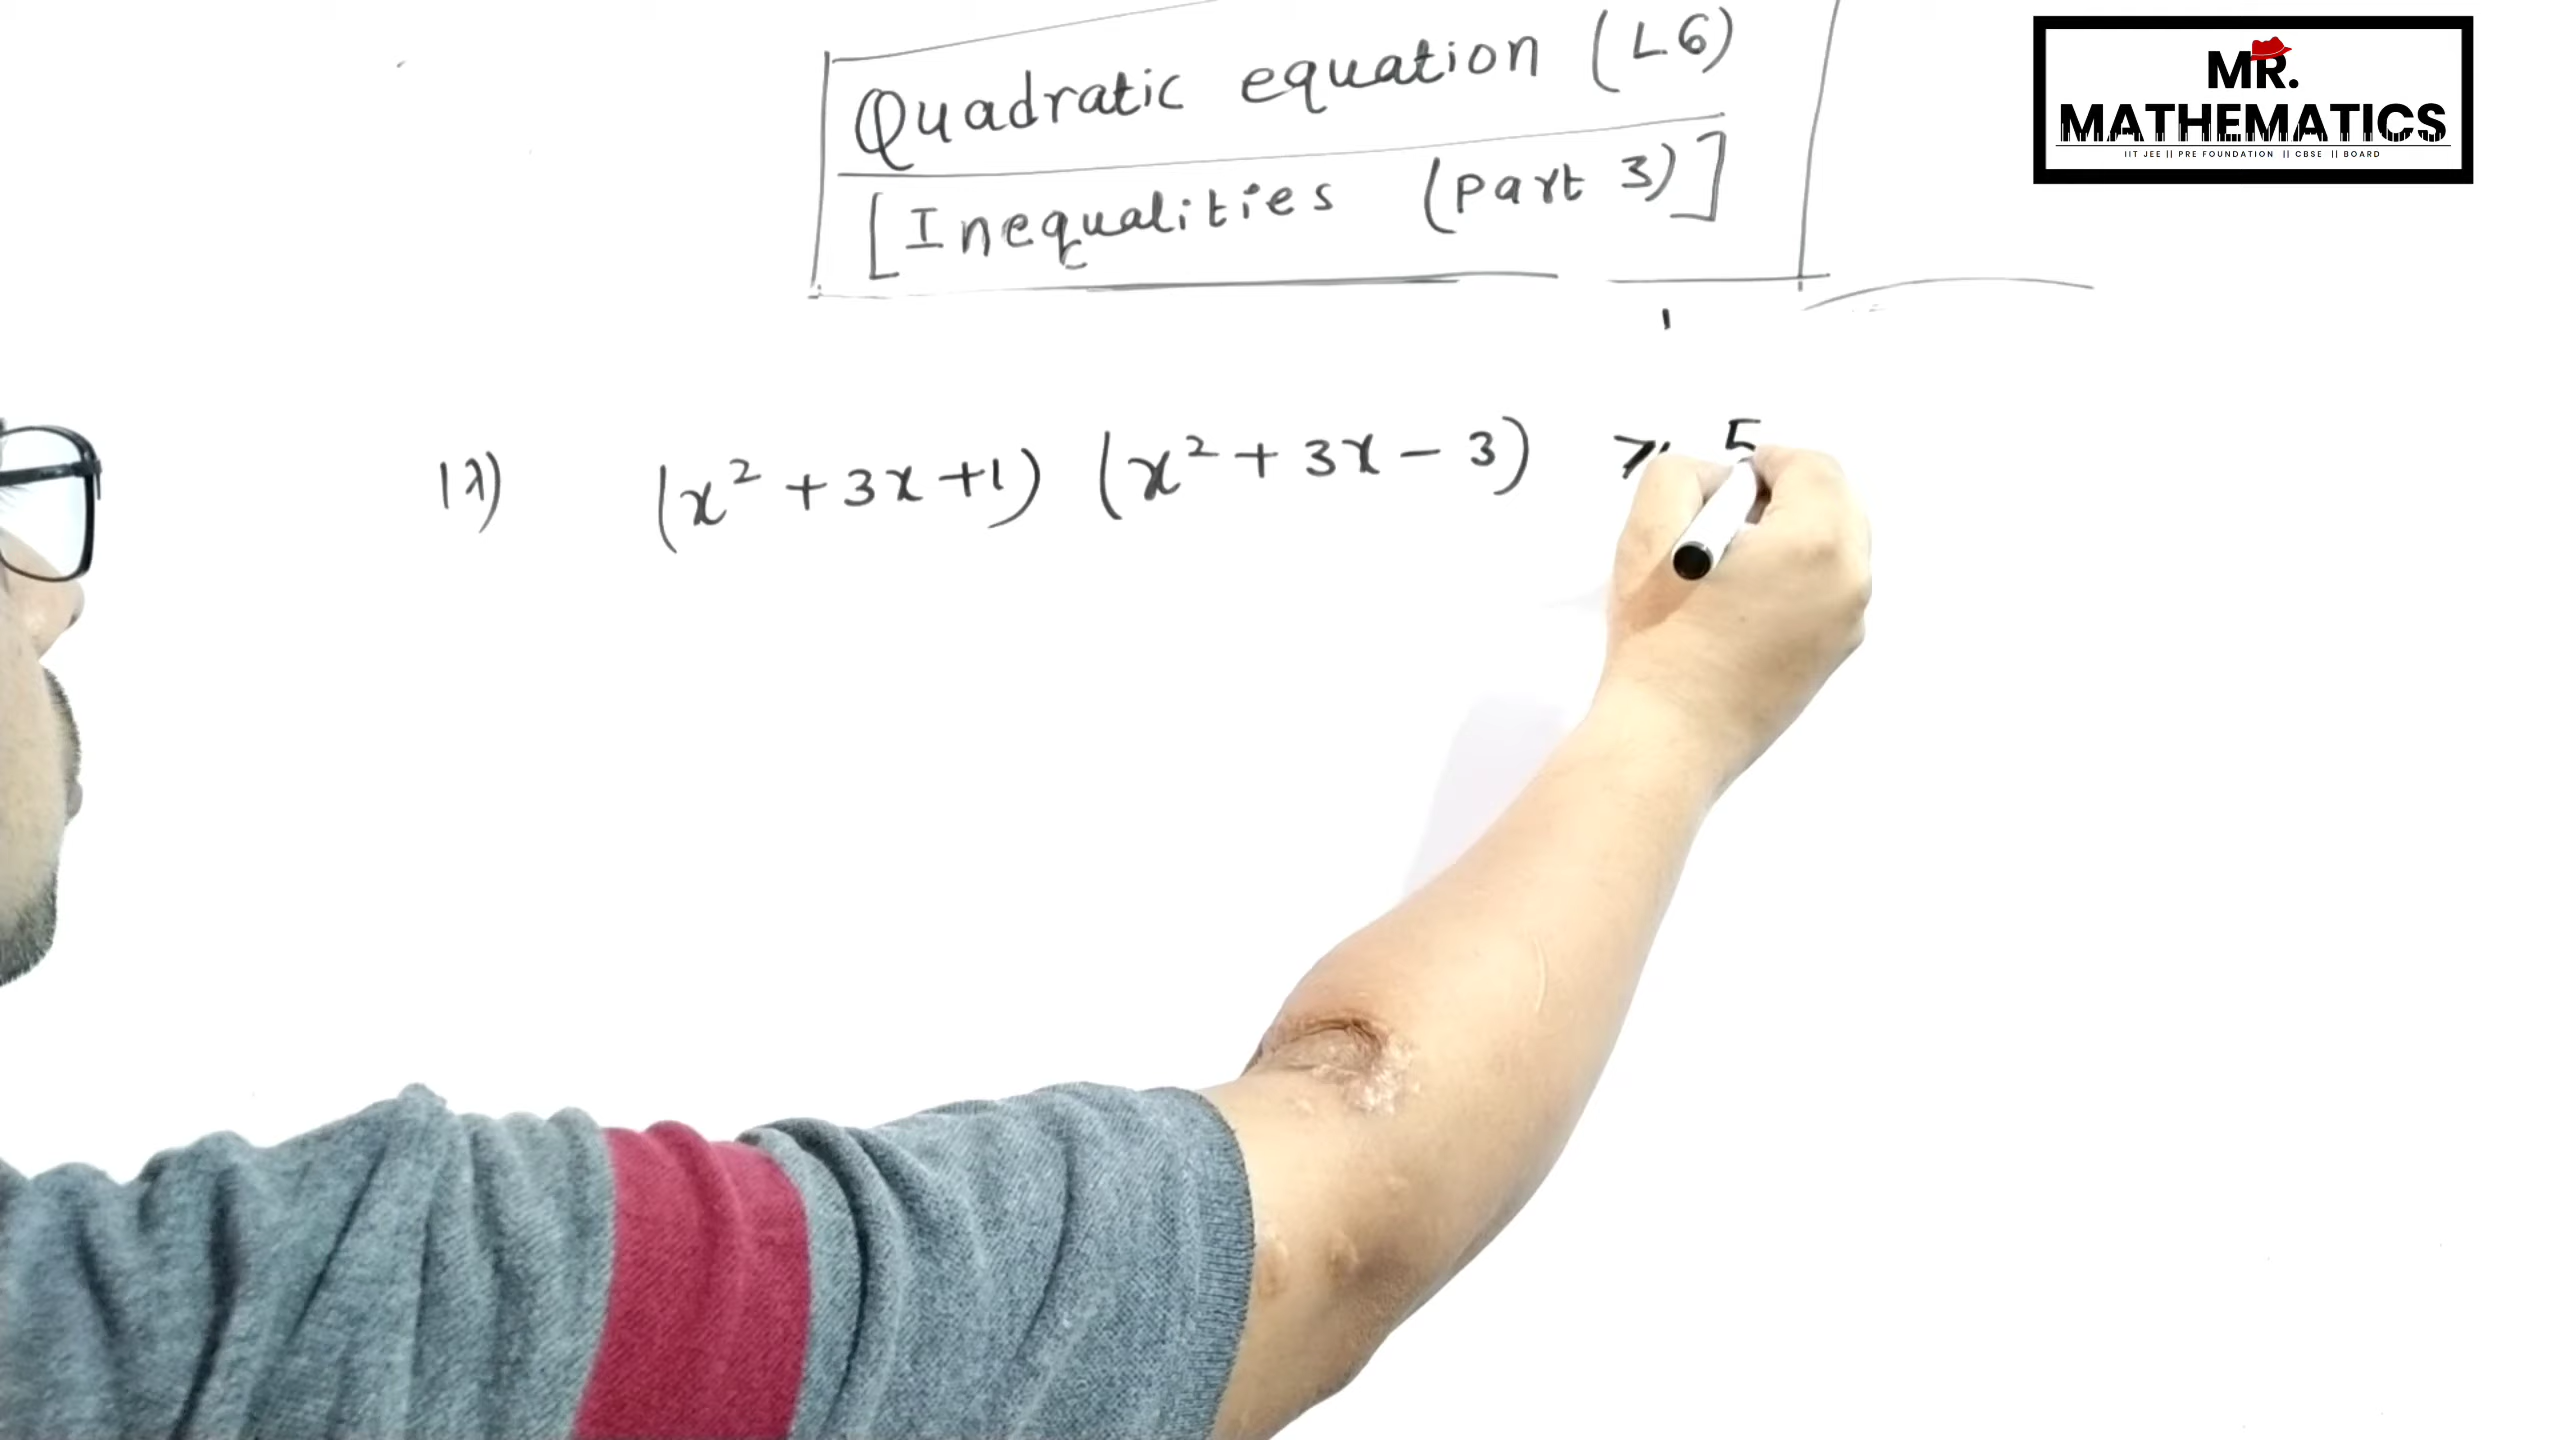 Quadratic equation (L6)
[Inequalities (part 3)]
MR.
MATHEMATICS
IIT JEE || PRE FOUNDATION || CBSE || BOARD
(x² + 3x +1) (x² + 3x - 3) ⩾ 5